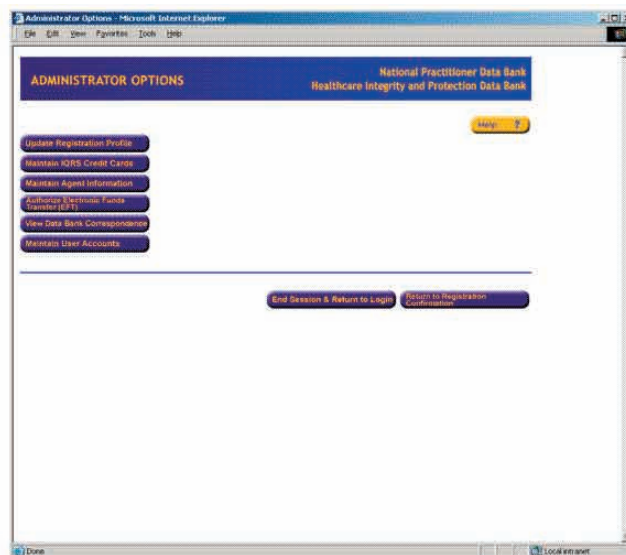 Administrator Options - Microsoft Internet Explorer
File Edit View Favorites Tools Help
ADMINISTRATOR OPTIONS
National Practitioner Data Bank
Healthcare Integrity and Protection Data Bank
Help ?
Update Registration Profile
Maintain IQRS Credit Cards
Maintain Agent Information
Authorize Electronic Funds
Transfer (EFT)
View Data Bank Correspondence
Maintain User Accounts
End Session & Return to Login
Return to Registration
Confirmation
Done
Local intranet